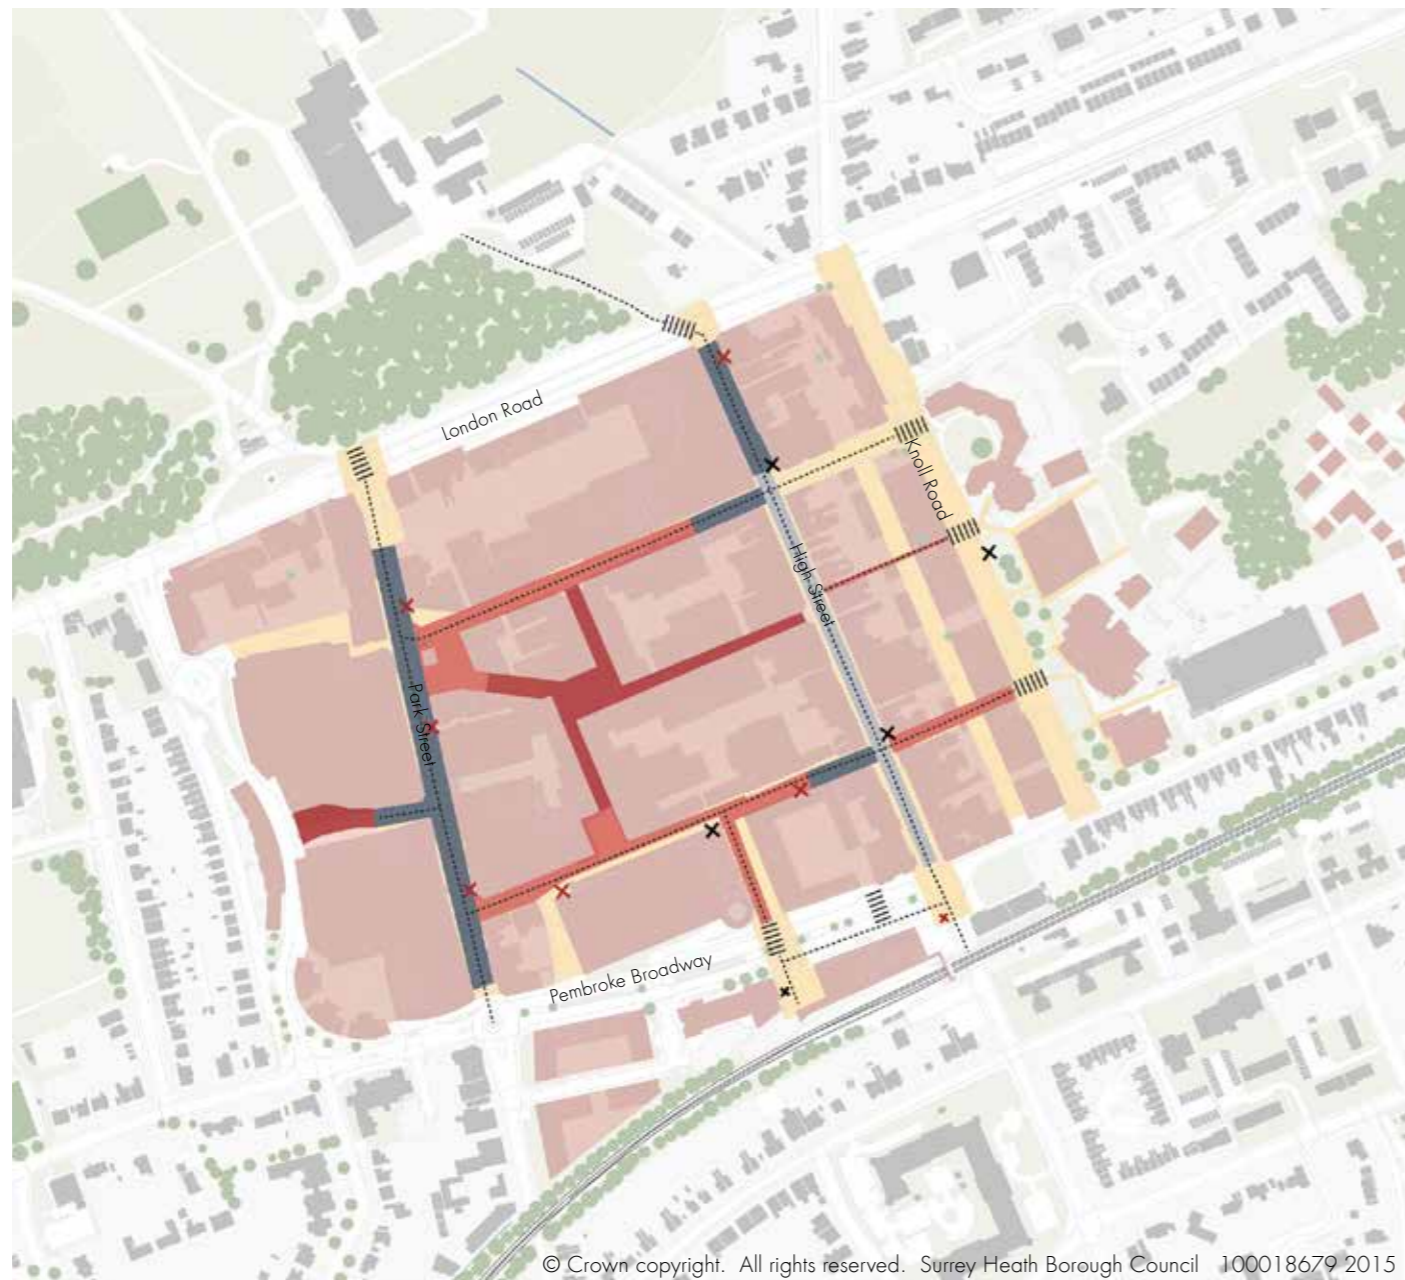 London Road
Knoll Road
High Street
Park Street
Pembroke Broadway
© Crown copyright. All rights reserved. Surrey Heath Borough Council 100018679 2015